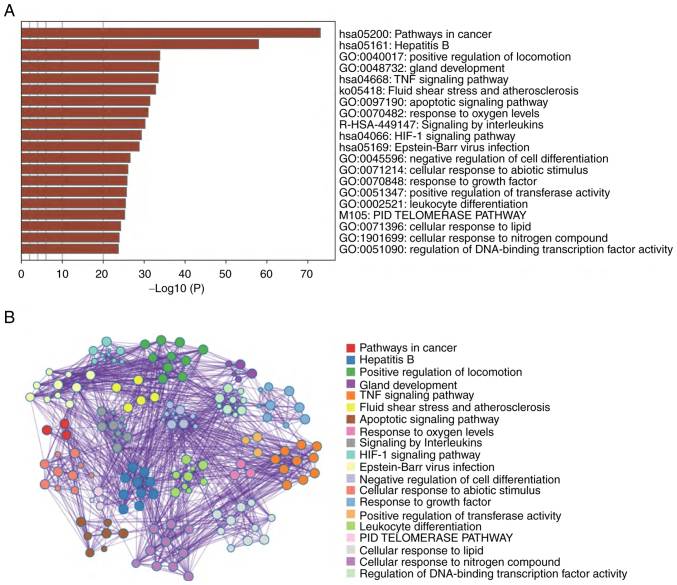 A
hsa05200: Pathways in cancer
hsa05161: Hepatitis B
GO:0040017: positive regulation of locomotion
GO:0048732: gland development
hsa04668: TNF signaling pathway
ko05418: Fluid shear stress and atherosclerosis
GO:0097190: apoptotic signaling pathway
GO:0070482: response to oxygen levels
R-HSA-449147: Signaling by interleukins
hsa04066: HIF-1 signaling pathway
hsa05169: Epstein-Barr virus infection
GO:0045596: negative regulation of cell differentiation
GO:0071214: cellular response to abiotic stimulus
GO:0070848: response to growth factor
GO:0051347: positive regulation of transferase activity
GO:0002521: leukocyte differentiation
M105: PID TELOMERASE PATHWAY
GO:0071396: cellular response to lipid
GO:1901699: cellular response to nitrogen compound
GO:0051090: regulation of DNA-binding transcription factor activity
0 10 20 30 40 50 60 70
−Log10 (P)
B
Pathways in cancer
Hepatitis B
Positive regulation of locomotion
Gland development
TNF signaling pathway
Fluid shear stress and atherosclerosis
Apoptotic signaling pathway
Response to oxygen levels
Signaling by Interleukins
HIF-1 signaling pathway
Epstein-Barr virus infection
Negative regulation of cell differentiation
Cellular response to abiotic stimulus
Response to growth factor
Positive regulation of transferase activity
Leukocyte differentiation
PID TELOMERASE PATHWAY
Cellular response to lipid
Cellular response to nitrogen compound
Regulation of DNA-binding transcription factor activity